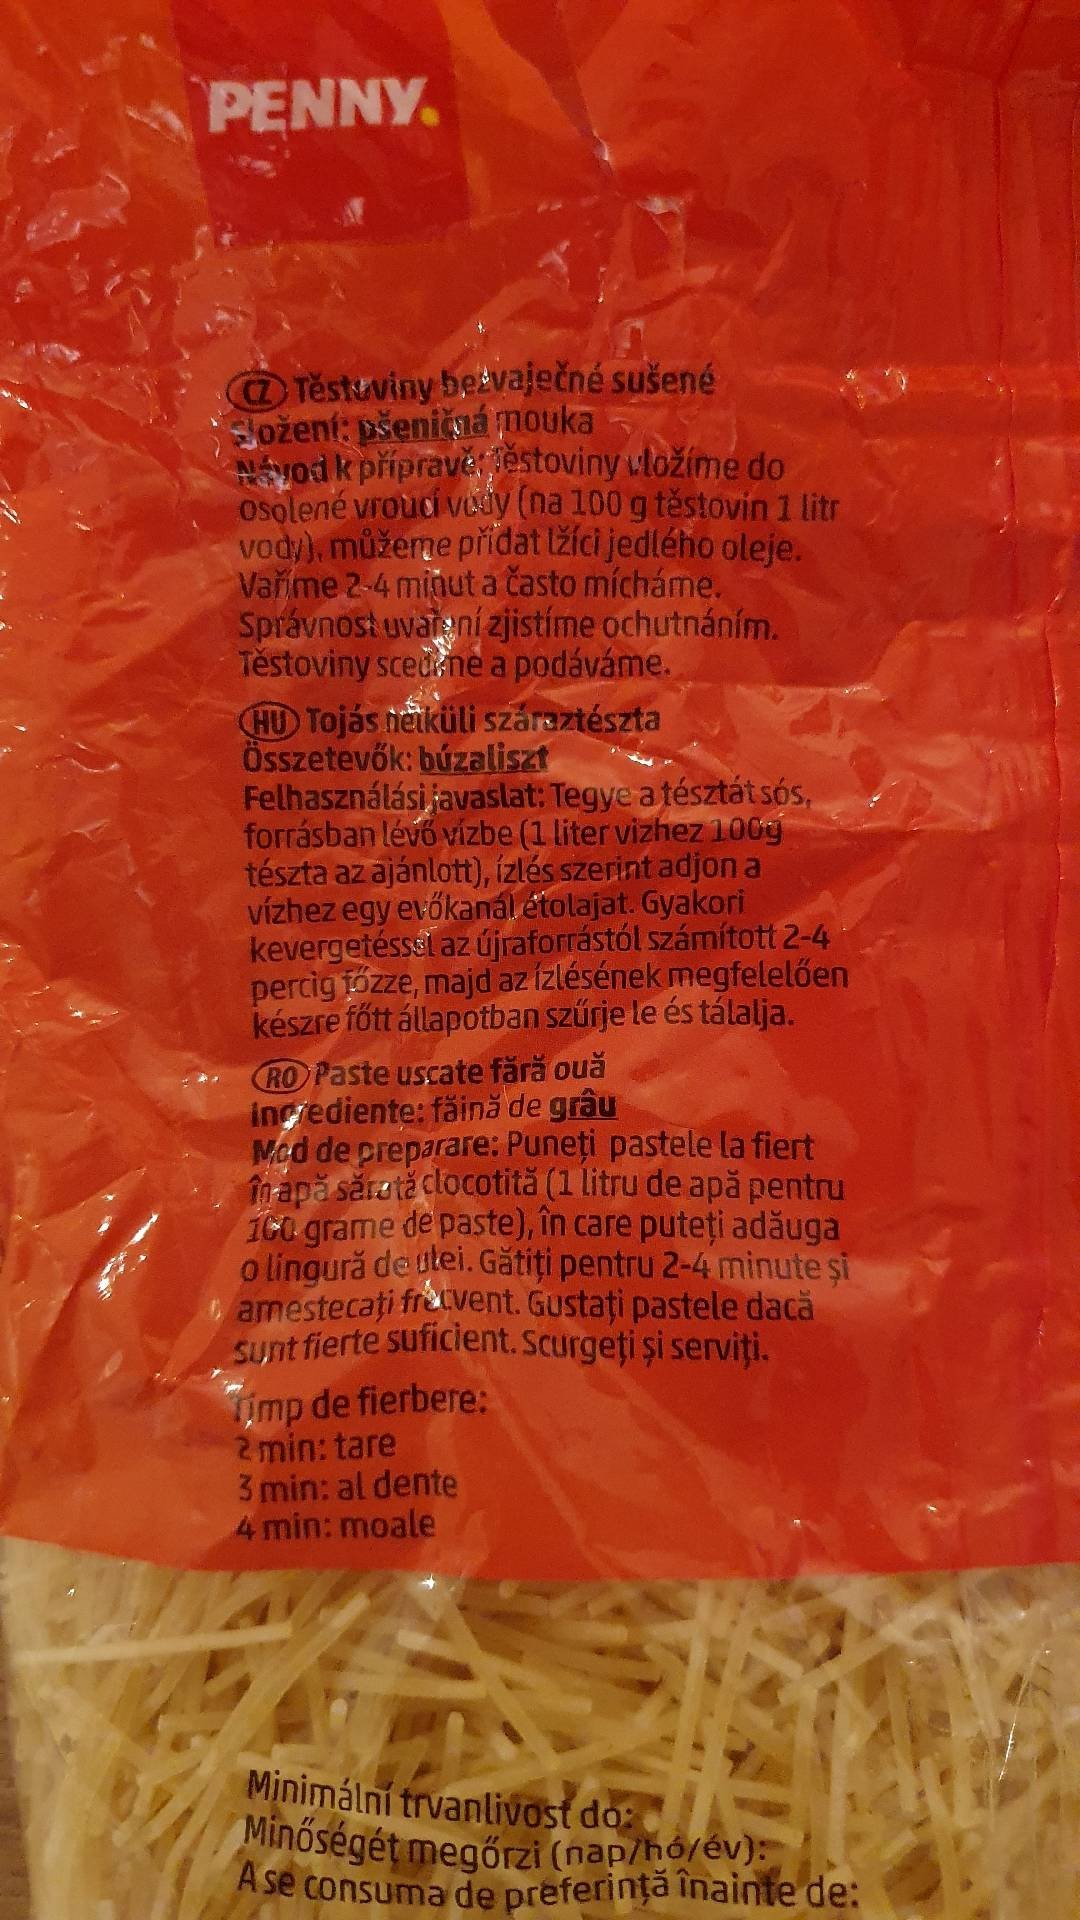 PENNY.
CZ Těstoviny bezvaječné sušené
Složení: pšeničná mouka
Návod k přípravě: Těstoviny vložíme do
osolené vroucí vody (na 100 g těstovin 1 litr
vody), můžeme přidat lžíci jedlého oleje.
Vaříme 2-4 minut a často mícháme.
Správnost uvaření zjistíme ochutnáním.
Těstoviny scedíme a podáváme.
HU Tojás nélküli száraztészta
Összetevők: búzaliszt
Felhasználási javaslat: Tegye a tésztát sós,
forrásban lévő vízbe (1 liter vizhez 100g
tészta az ajánlott), ízlés szerint adjon a
vízhez egy evőkanál étolajat. Gyakori
kevergetéssel az újraforrástól számított 2-4
percig főzze, majd az ízlésének megfelelően
készre főtt állapotban szűrje le és tálalja.
RO Paste uscate fără ouă
Ingrediente: făină de grâu
Mod de preparare: Puneți pastele la fiert
în apă sărată clocotită (1 litru de apă pentru
100 grame de paste), în care puteți adăuga
o lingură de ulei. Gătiți pentru 2-4 minute și
amestecați frecvent. Gustați pastele dacă
sunt fierte suficient. Scurgeți și serviți.
Timp de fierbere:
2 min: tare
3 min: al dente
4 min: moale
Minimální trvanlivost do:
Minőségét megőrzi (nap/hó/év):
A se consuma de preferință înainte de: